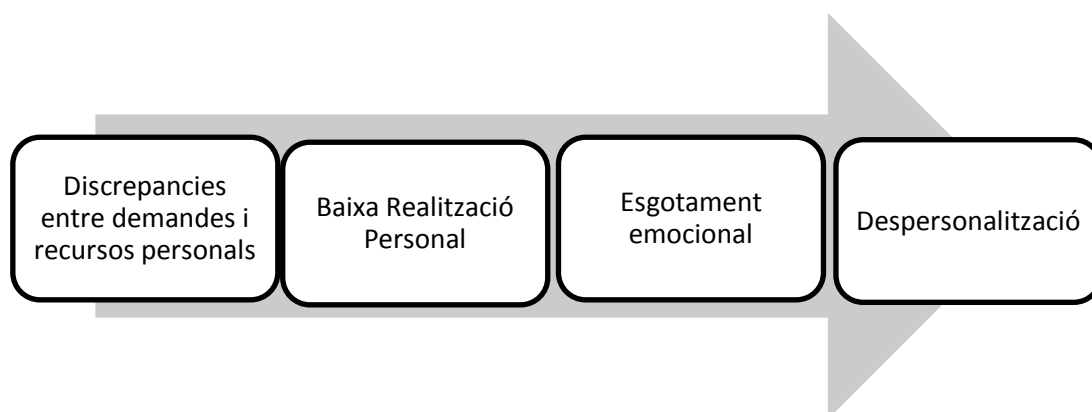 Discrepancies
entre demandes i
recursos personals
Baixa Realització
Personal
Esgotament
emocional
Despersonalització